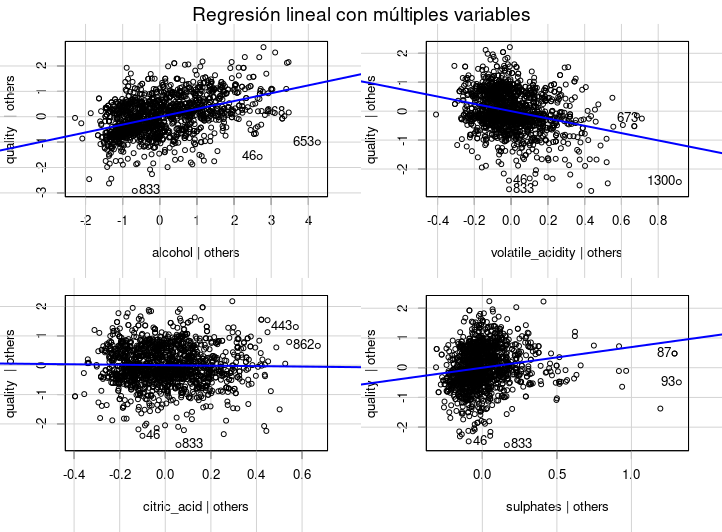 Regresión lineal con múltiples variables
quality | others
2
1
0
-1
-2
-3
468
653
46
833
-2 -1 0 1 2 3 4
alcohol | others
quality | others
2
1
0
-1
-2
673
46
833
1300
-0.4 -0.2 0.0 0.2 0.4 0.6 0.8
volatile_acidity | others
quality | others
2
1
0
-1
-2
443
862
46
833
-0.4 -0.2 0.0 0.2 0.4 0.6
citric_acid | others
quality | others
2
1
0
-1
-2
87
93
46
833
0.0 0.5 1.0
sulphates | others